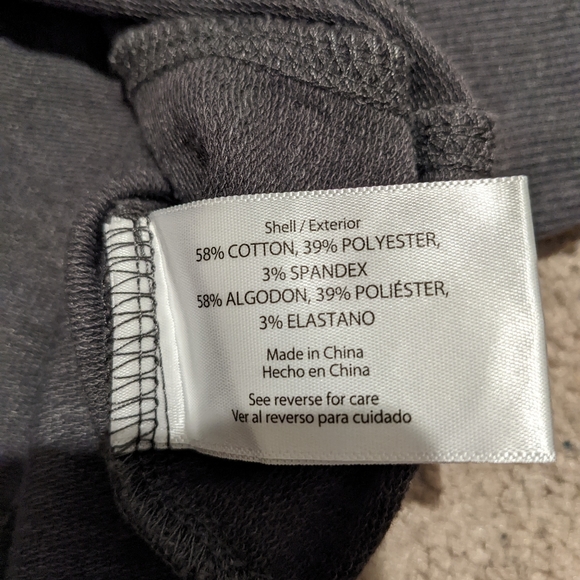 Shell / Exterior
58% COTTON, 39% POLYESTER,
3% SPANDEX
58% ALGODON, 39% POLIÉSTER,
3% ELASTANO
Made in China
Hecho en China
See reverse for care
Ver al reverso para cuidado